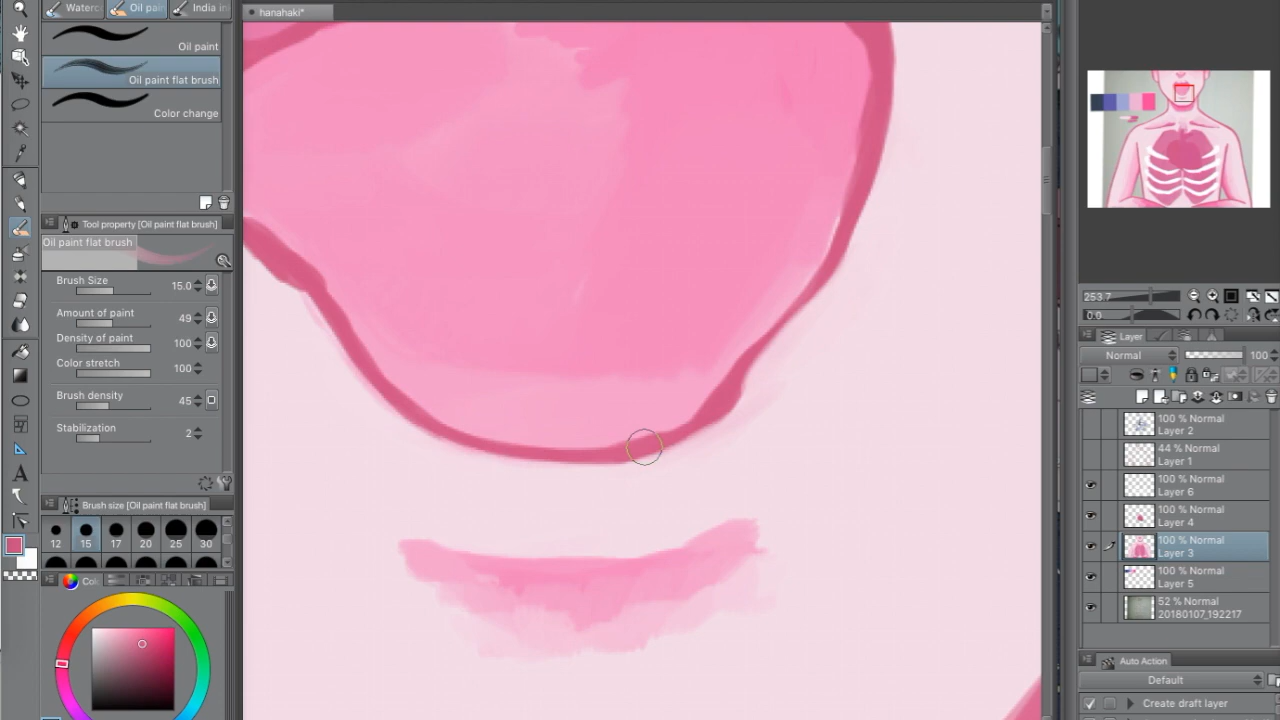 Waterc
Oil pain
India in
hanahaki*
Oil paint
Oil paint flat brush
Color change
Tool property [Oil paint flat brush]
Oil paint flat brush
Brush Size 15.0
Amount of paint 49
Density of paint 100
Color stretch 100
Brush density 45
Stabilization 2
Brush size [Oil paint flat brush]
12 15 17 20 25 30
Col
253.7
0.0
Layer
Normal 100
100 % Normal
Layer 2
44 % Normal
Layer 1
100 % Normal
Layer 6
100 % Normal
Layer 4
100 % Normal
Layer 3
100 % Normal
Layer 5
52 % Normal
20180107_192217
Auto Action
Default
Create draft layer